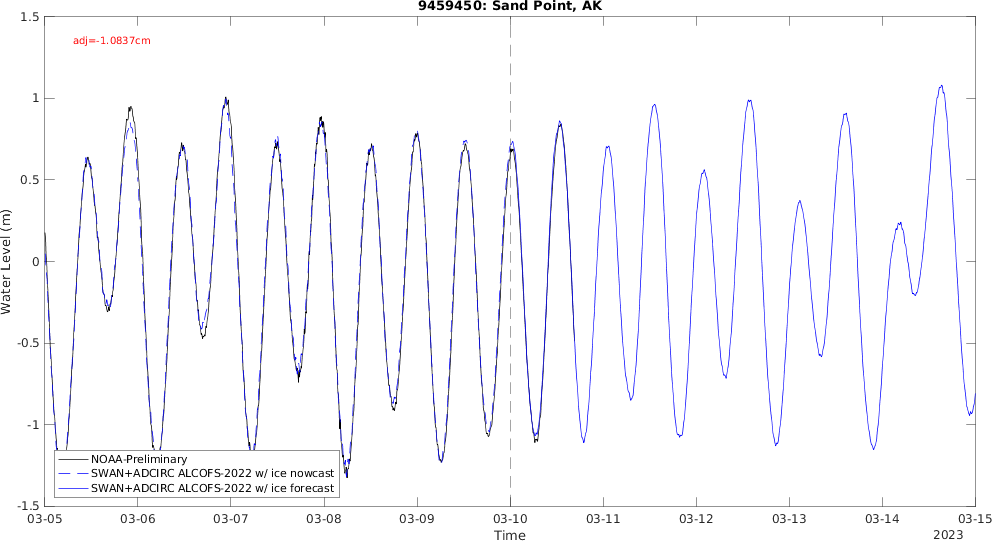 9459450: Sand Point, AK
adj=-1.0837cm
1.5
1
0.5
0
-0.5
-1
-1.5
Water Level (m)
NOAA-Preliminary
SWAN+ADCIRC ALCOFS-2022 w/ ice nowcast
SWAN+ADCIRC ALCOFS-2022 w/ ice forecast
03-05 03-06 03-07 03-08 03-09 03-10 03-11 03-12 03-13 03-14 03-15
Time
2023